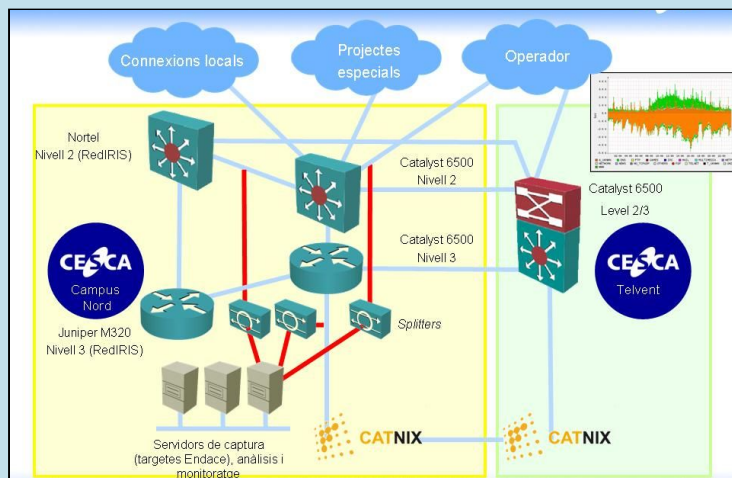 Connexions locals
Projectes
especials
Operador
Nortel
Nivell 2 (RedIRIS)
Catalyst 6500
Nivell 2
Catalyst 6500
Level 2/3
Catalyst 6500
Nivell 3
CESCA
Campus
Nord
CESCA
Telvent
Juniper M320
Nivell 3 (RedIRIS)
Splitters
Servidors de captura
(targetes Endace), anàlisis i
monitoratge
CATNIX
CATNIX